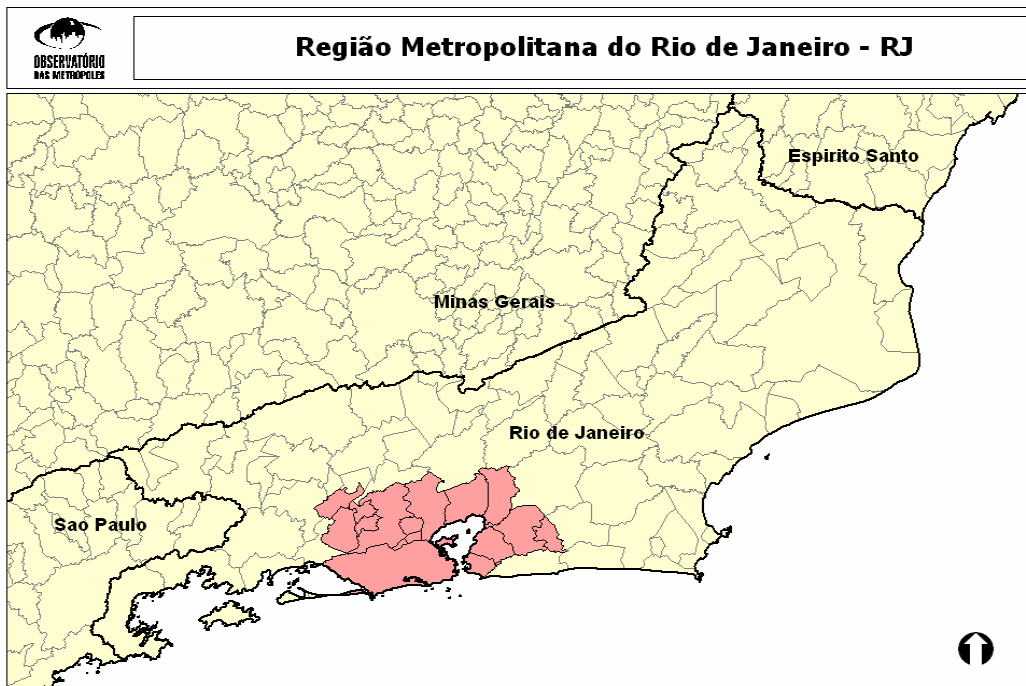 OBSERVATÓRIO
DAS METRÓPOLES
Região Metropolitana do Rio de Janeiro - RJ
Espirito Santo
Minas Gerais
Rio de Janeiro
Sao Paulo